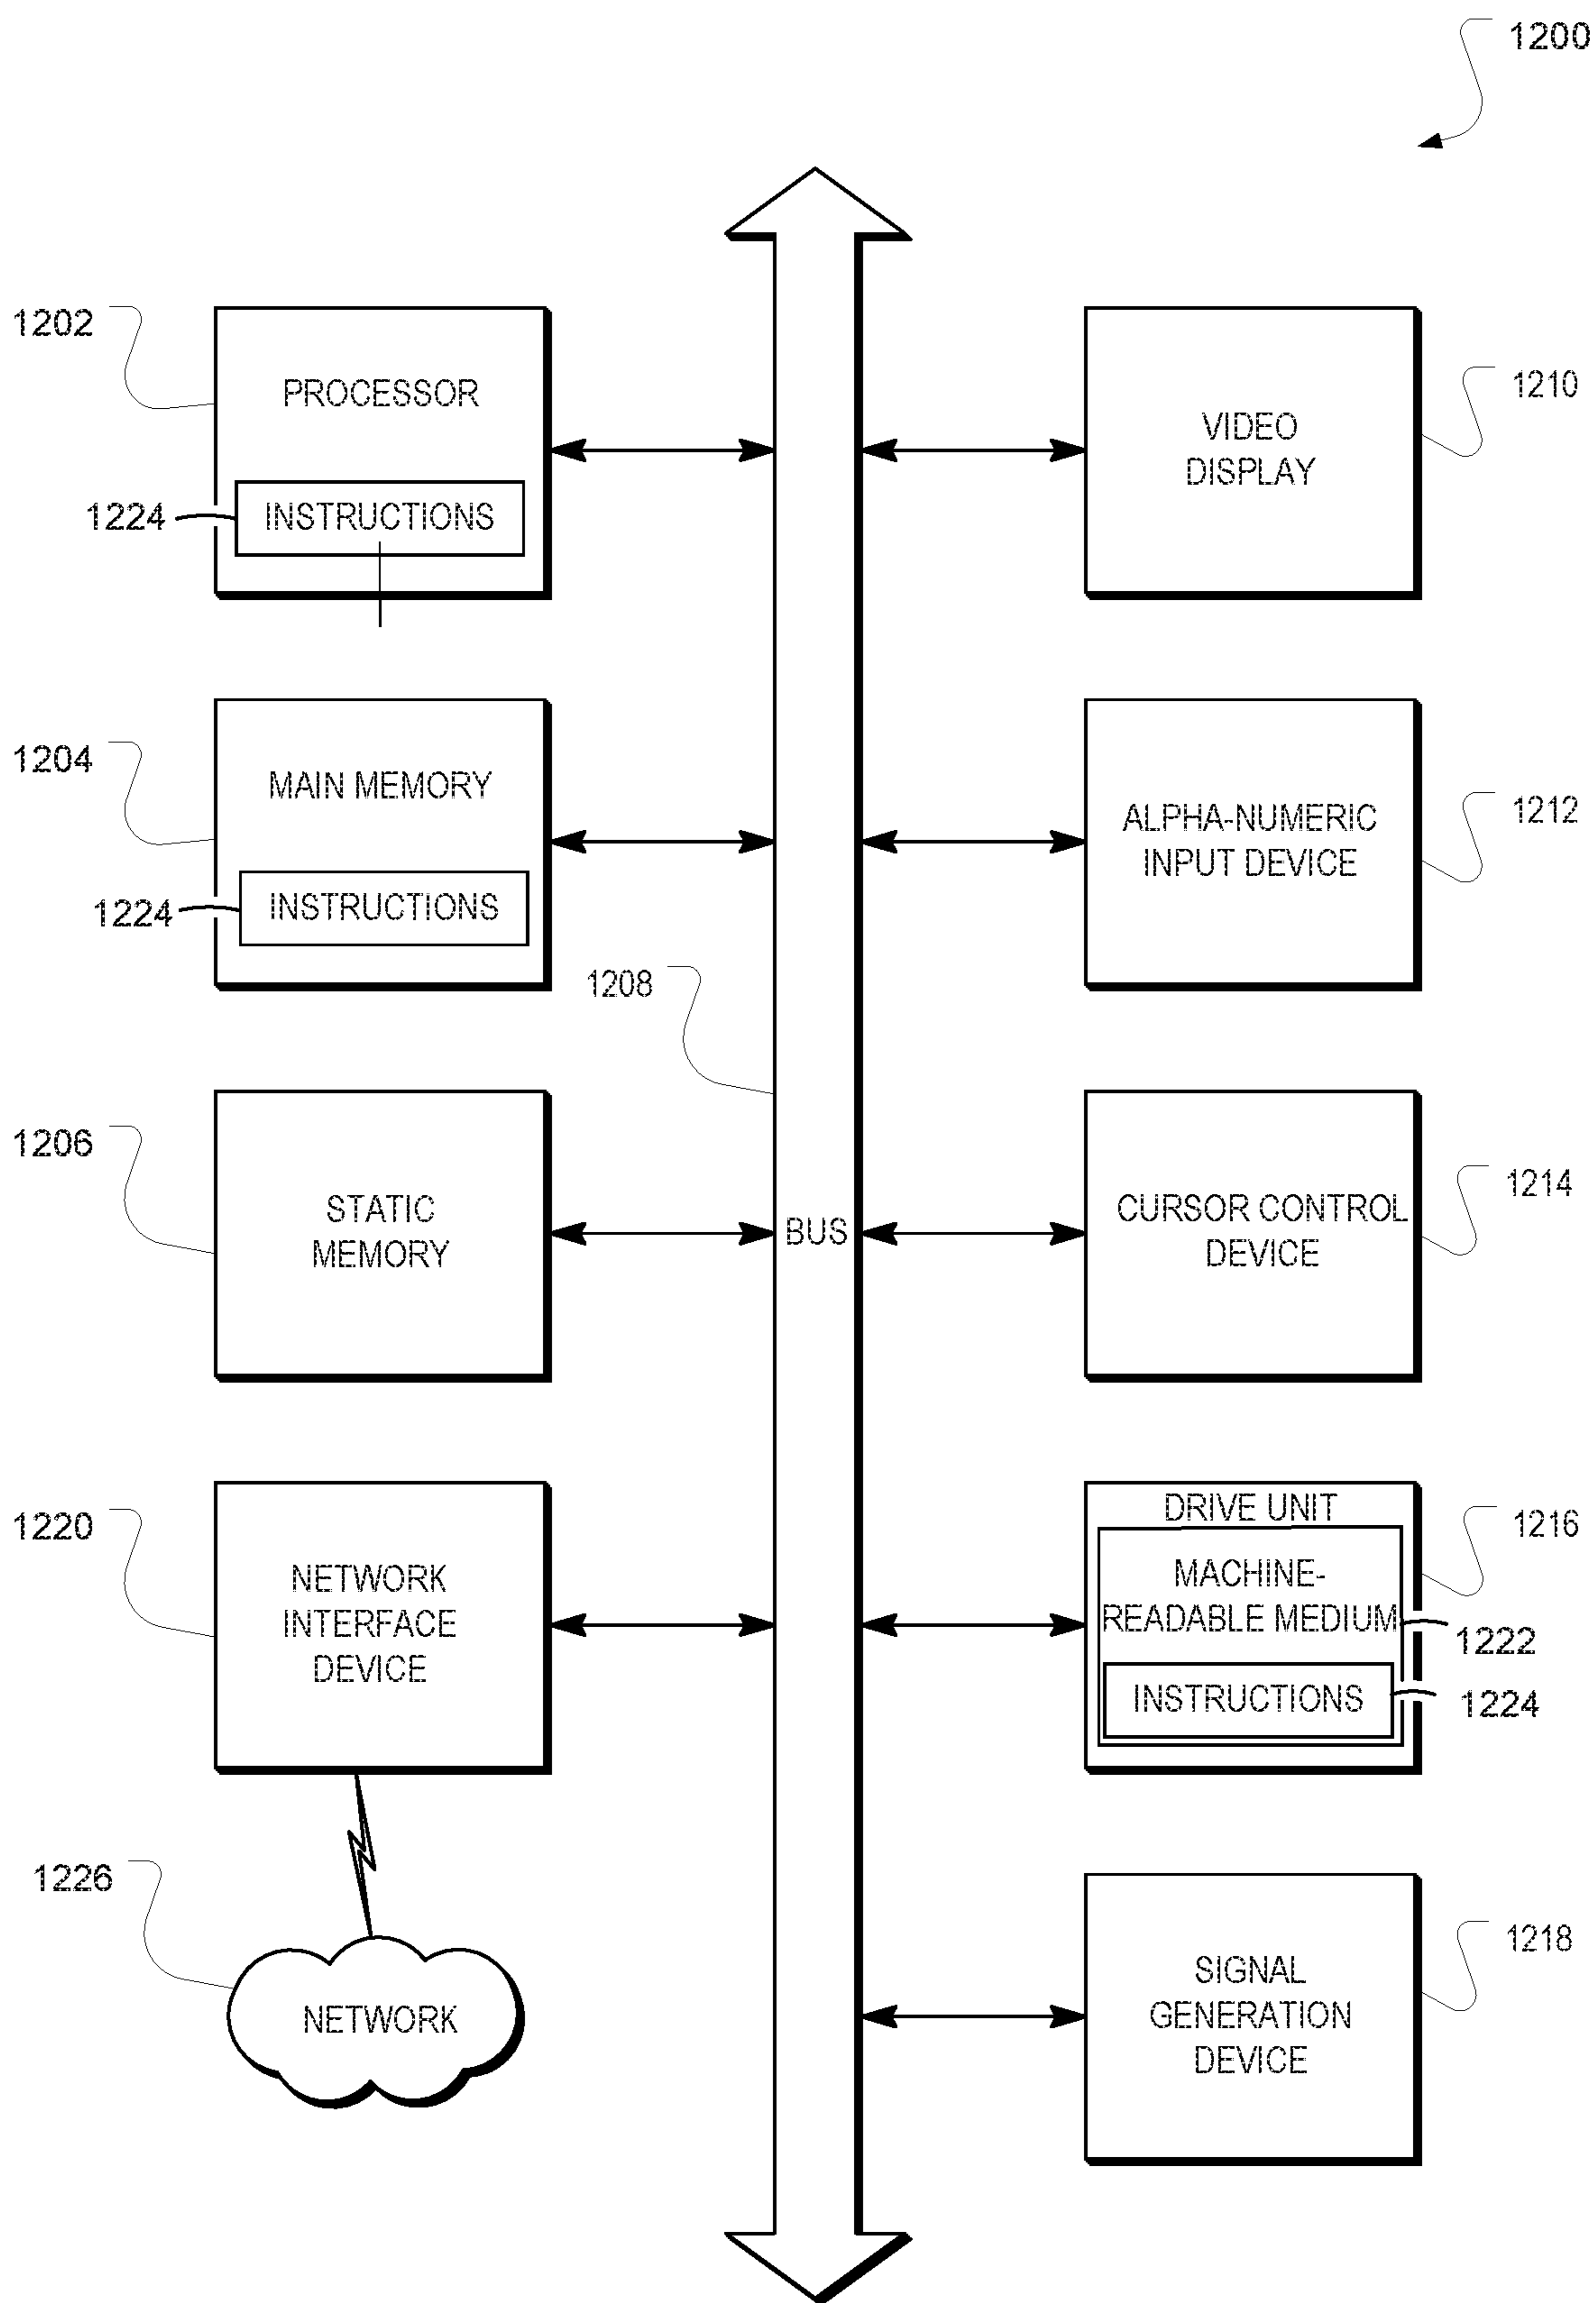 1200
1202
PROCESSOR
1224
INSTRUCTIONS
1210
VIDEO
DISPLAY
1204
MAIN MEMORY
1224
INSTRUCTIONS
1212
ALPHA-NUMERIC
INPUT DEVICE
1208
1206
STATIC
MEMORY
BUS
1214
CURSOR CONTROL
DEVICE
1220
NETWORK
INTERFACE
DEVICE
DRIVE UNIT
1216
MACHINE-
READABLE MEDIUM
1222
INSTRUCTIONS
1224
1226
NETWORK
1218
SIGNAL
GENERATION
DEVICE